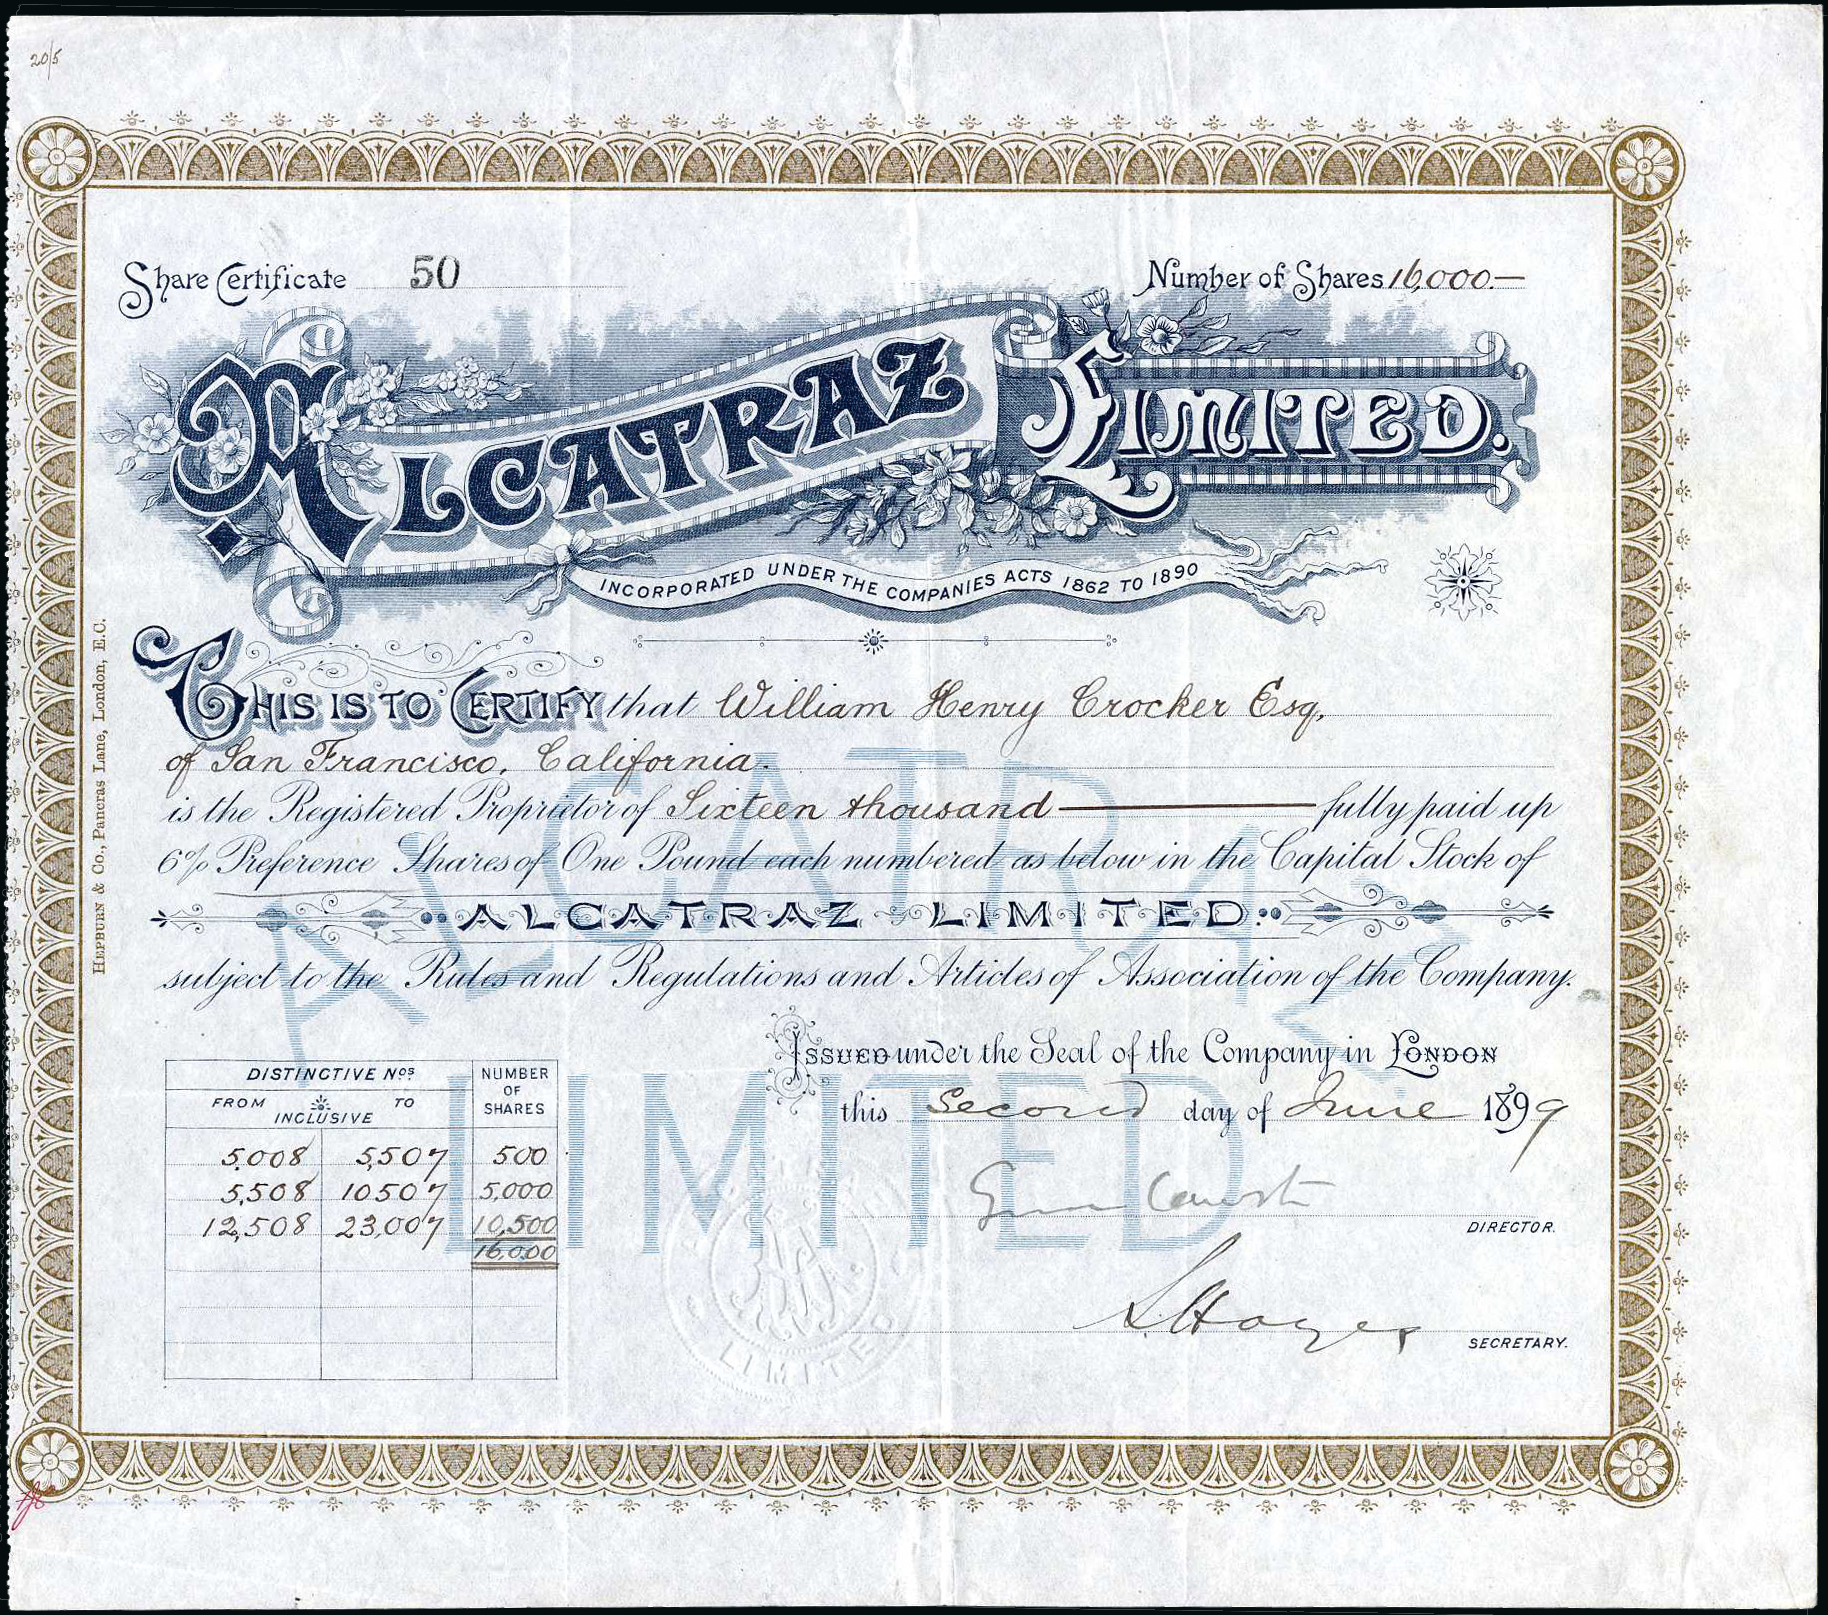 20/5
Share Certificate 50
Number of Shares 16,000.—
ALCATRAZ LIMITED.
INCORPORATED UNDER THE COMPANIES ACTS 1862 TO 1890
THIS IS TO CERTIFY that William Henry Crocker Esq.
of San Francisco, California.
is the Registered Proprietor of Sixteen thousand fully paid up
6% Preference Shares of One Pound each numbered as below in the Capital Stock of
ALCATRAZ LIMITED.
subject to the Rules and Regulations and Articles of Association of the Company.
ALCATRAZ
LIMITED
Issued under the Seal of the Company in London
this Second day of June 1899
DIRECTOR.
S. Hayes
SECRETARY.
DISTINCTIVE Nos NUMBER OF SHARES
FROM TO
INCLUSIVE
5,008 5,507 500
5,508 10507 5,000
12,508 23,007 10,500
16,000
LIMITED
HEPBURN & Co., Pancras Lane, London, E.C.